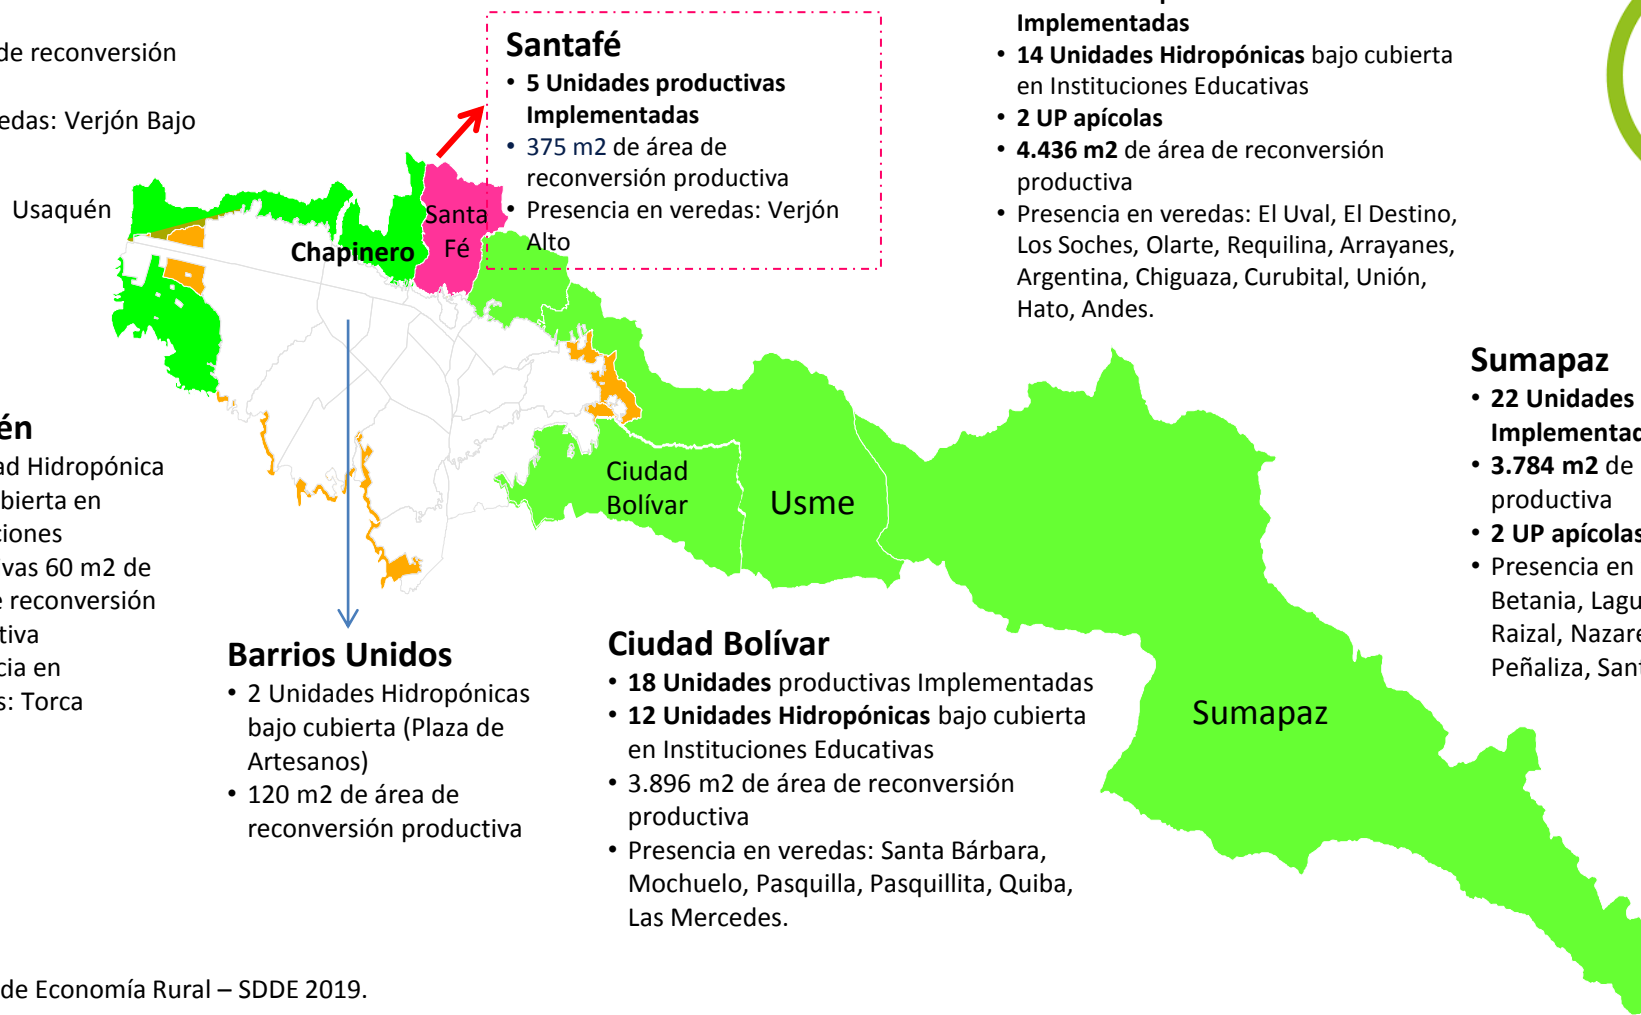 de reconversión
edas: Verjón Bajo
Usaquén
Chapinero
Santa
Fé
Santafé
• 5 Unidades productivas
Implementadas
• 375 m2 de área de
reconversión productiva
• Presencia en veredas: Verjón
Alto
Implementadas
• 14 Unidades Hidropónicas bajo cubierta
en Instituciones Educativas
• 2 UP apícolas
• 4.436 m2 de área de reconversión
productiva
• Presencia en veredas: El Uval, El Destino,
Los Soches, Olarte, Requilina, Arrayanes,
Argentina, Chiguaza, Curubital, Unión,
Hato, Andes.
Sumapaz
• 22 Unidades
Implementad
• 3.784 m2 de
productiva
• 2 UP apícolas
• Presencia en
Betania, Lagu
Raizal, Nazare
Peñaliza, Sant
én
ad Hidropónica
bierta en
ciones
ivas 60 m2 de
e reconversión
tiva
cia en
s: Torca
Ciudad
Bolívar
Usme
Sumapaz
Barrios Unidos
• 2 Unidades Hidropónicas
bajo cubierta (Plaza de
Artesanos)
• 120 m2 de área de
reconversión productiva
Ciudad Bolívar
• 18 Unidades productivas Implementadas
• 12 Unidades Hidropónicas bajo cubierta
en Instituciones Educativas
• 3.896 m2 de área de reconversión
productiva
• Presencia en veredas: Santa Bárbara,
Mochuelo, Pasquilla, Pasquillita, Quiba,
Las Mercedes.
de Economía Rural – SDDE 2019.